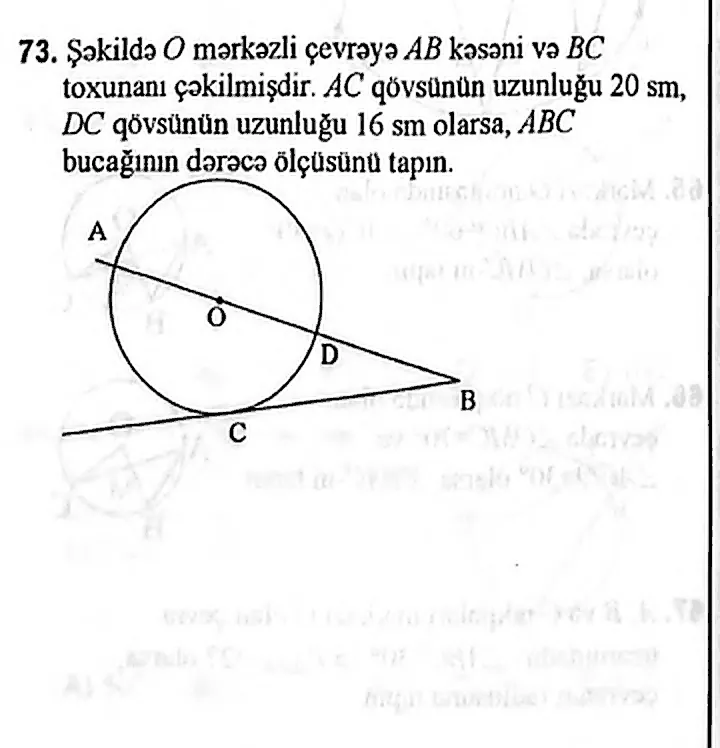 73. Şəkildə O mərkəzli çevrəyə AB kəsəni və BC
toxunanı çəkilmişdir. AC qövsünün uzunluğu 20 sm,
DC qövsünün uzunluğu 16 sm olarsa, ABC
bucağının dərəcə ölçüsünü tapın.
A
O
D
B
C